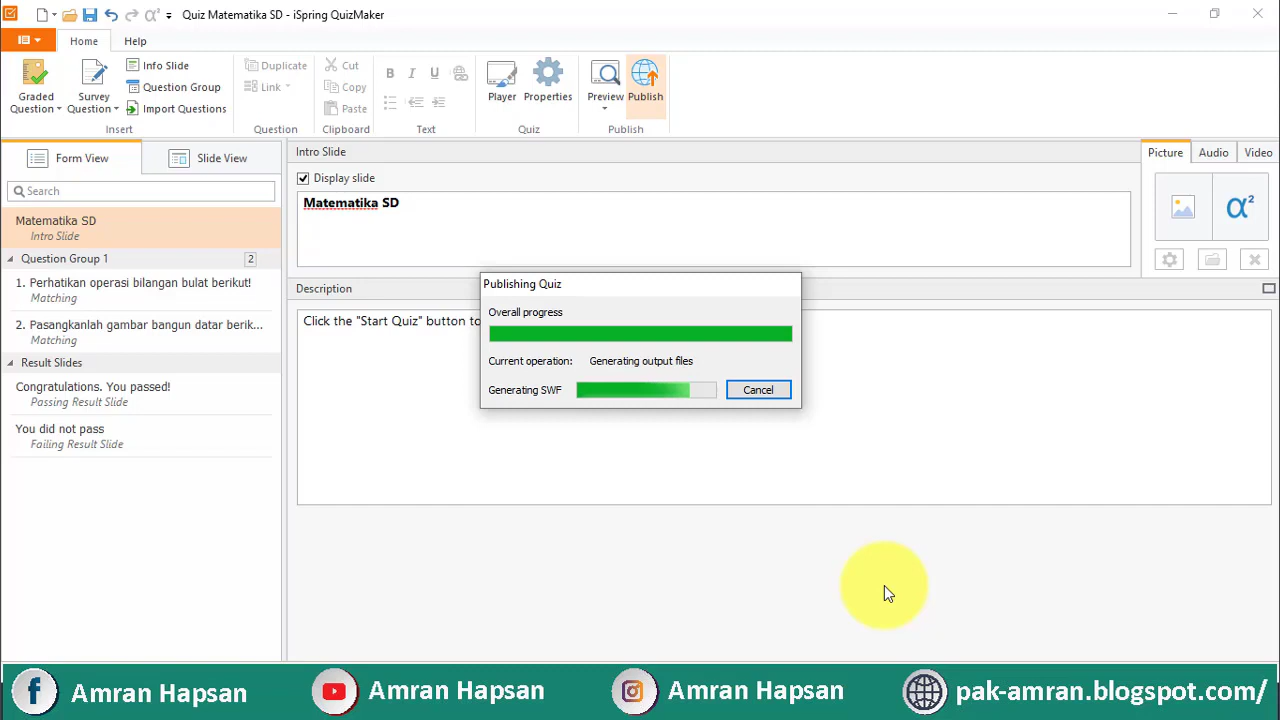 Quiz Matematika SD - iSpring QuizMaker
Home
Help
Graded Question
Survey Question
Info Slide
Question Group
Import Questions
Insert
Duplicate
Link
Question
Cut
Copy
Paste
Clipboard
B I U
Text
Player
Properties
Quiz
Preview
Publish
Publish
Form View
Slide View
Search
Matematika SD
Intro Slide
Question Group 1
2
1. Perhatikan operasi bilangan bulat berikut!
Matching
2. Pasangkanlah gambar bangun datar berik...
Matching
Result Slides
Congratulations. You passed!
Passing Result Slide
You did not pass
Failing Result Slide
Intro Slide
Display slide
Matematika SD
Description
Click the "Start Quiz" button to
Picture
Audio
Video
α²
Publishing Quiz
Overall progress
Current operation: Generating output files
Generating SWF
Cancel
Amran Hapsan
Amran Hapsan
Amran Hapsan
pak-amran.blogspot.com/